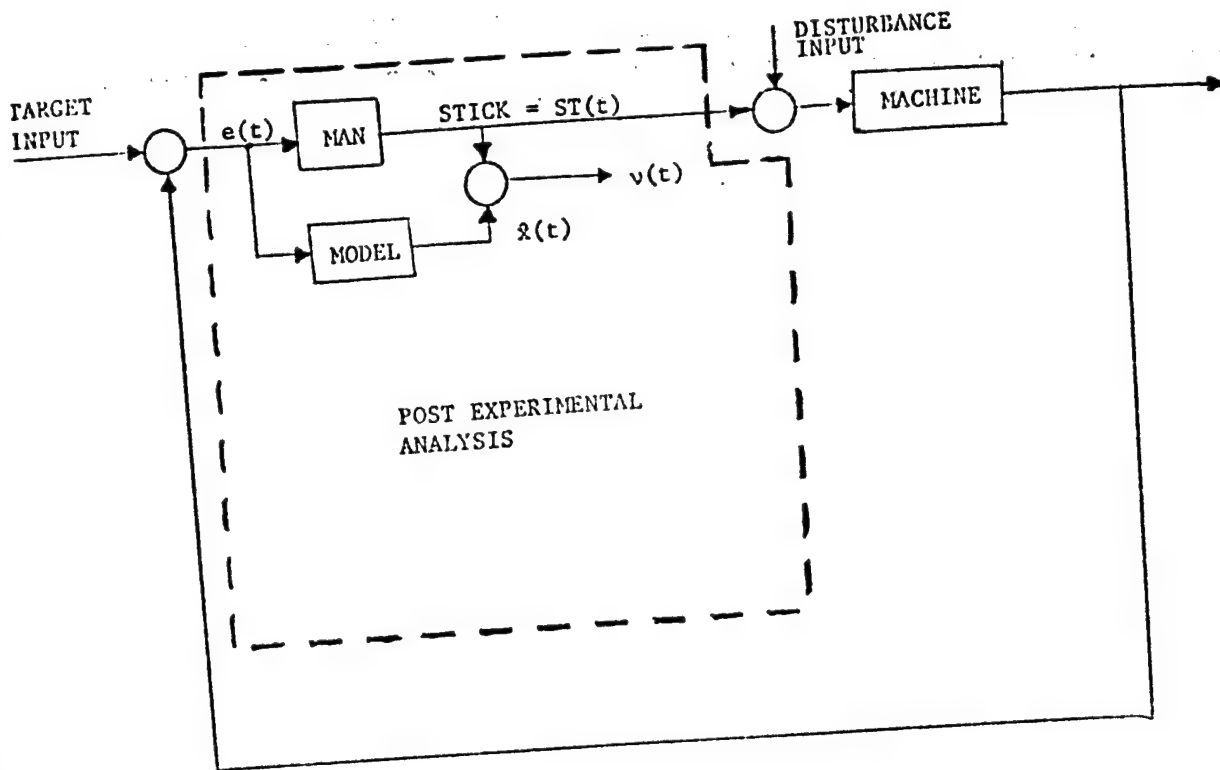 DISTURBANCE
INPUT
TARGET
INPUT
e(t)
MAN
STICK = ST(t)
MACHINE
ν(t)
MODEL
ℓ(t)
POST EXPERIMENTAL
ANALYSIS